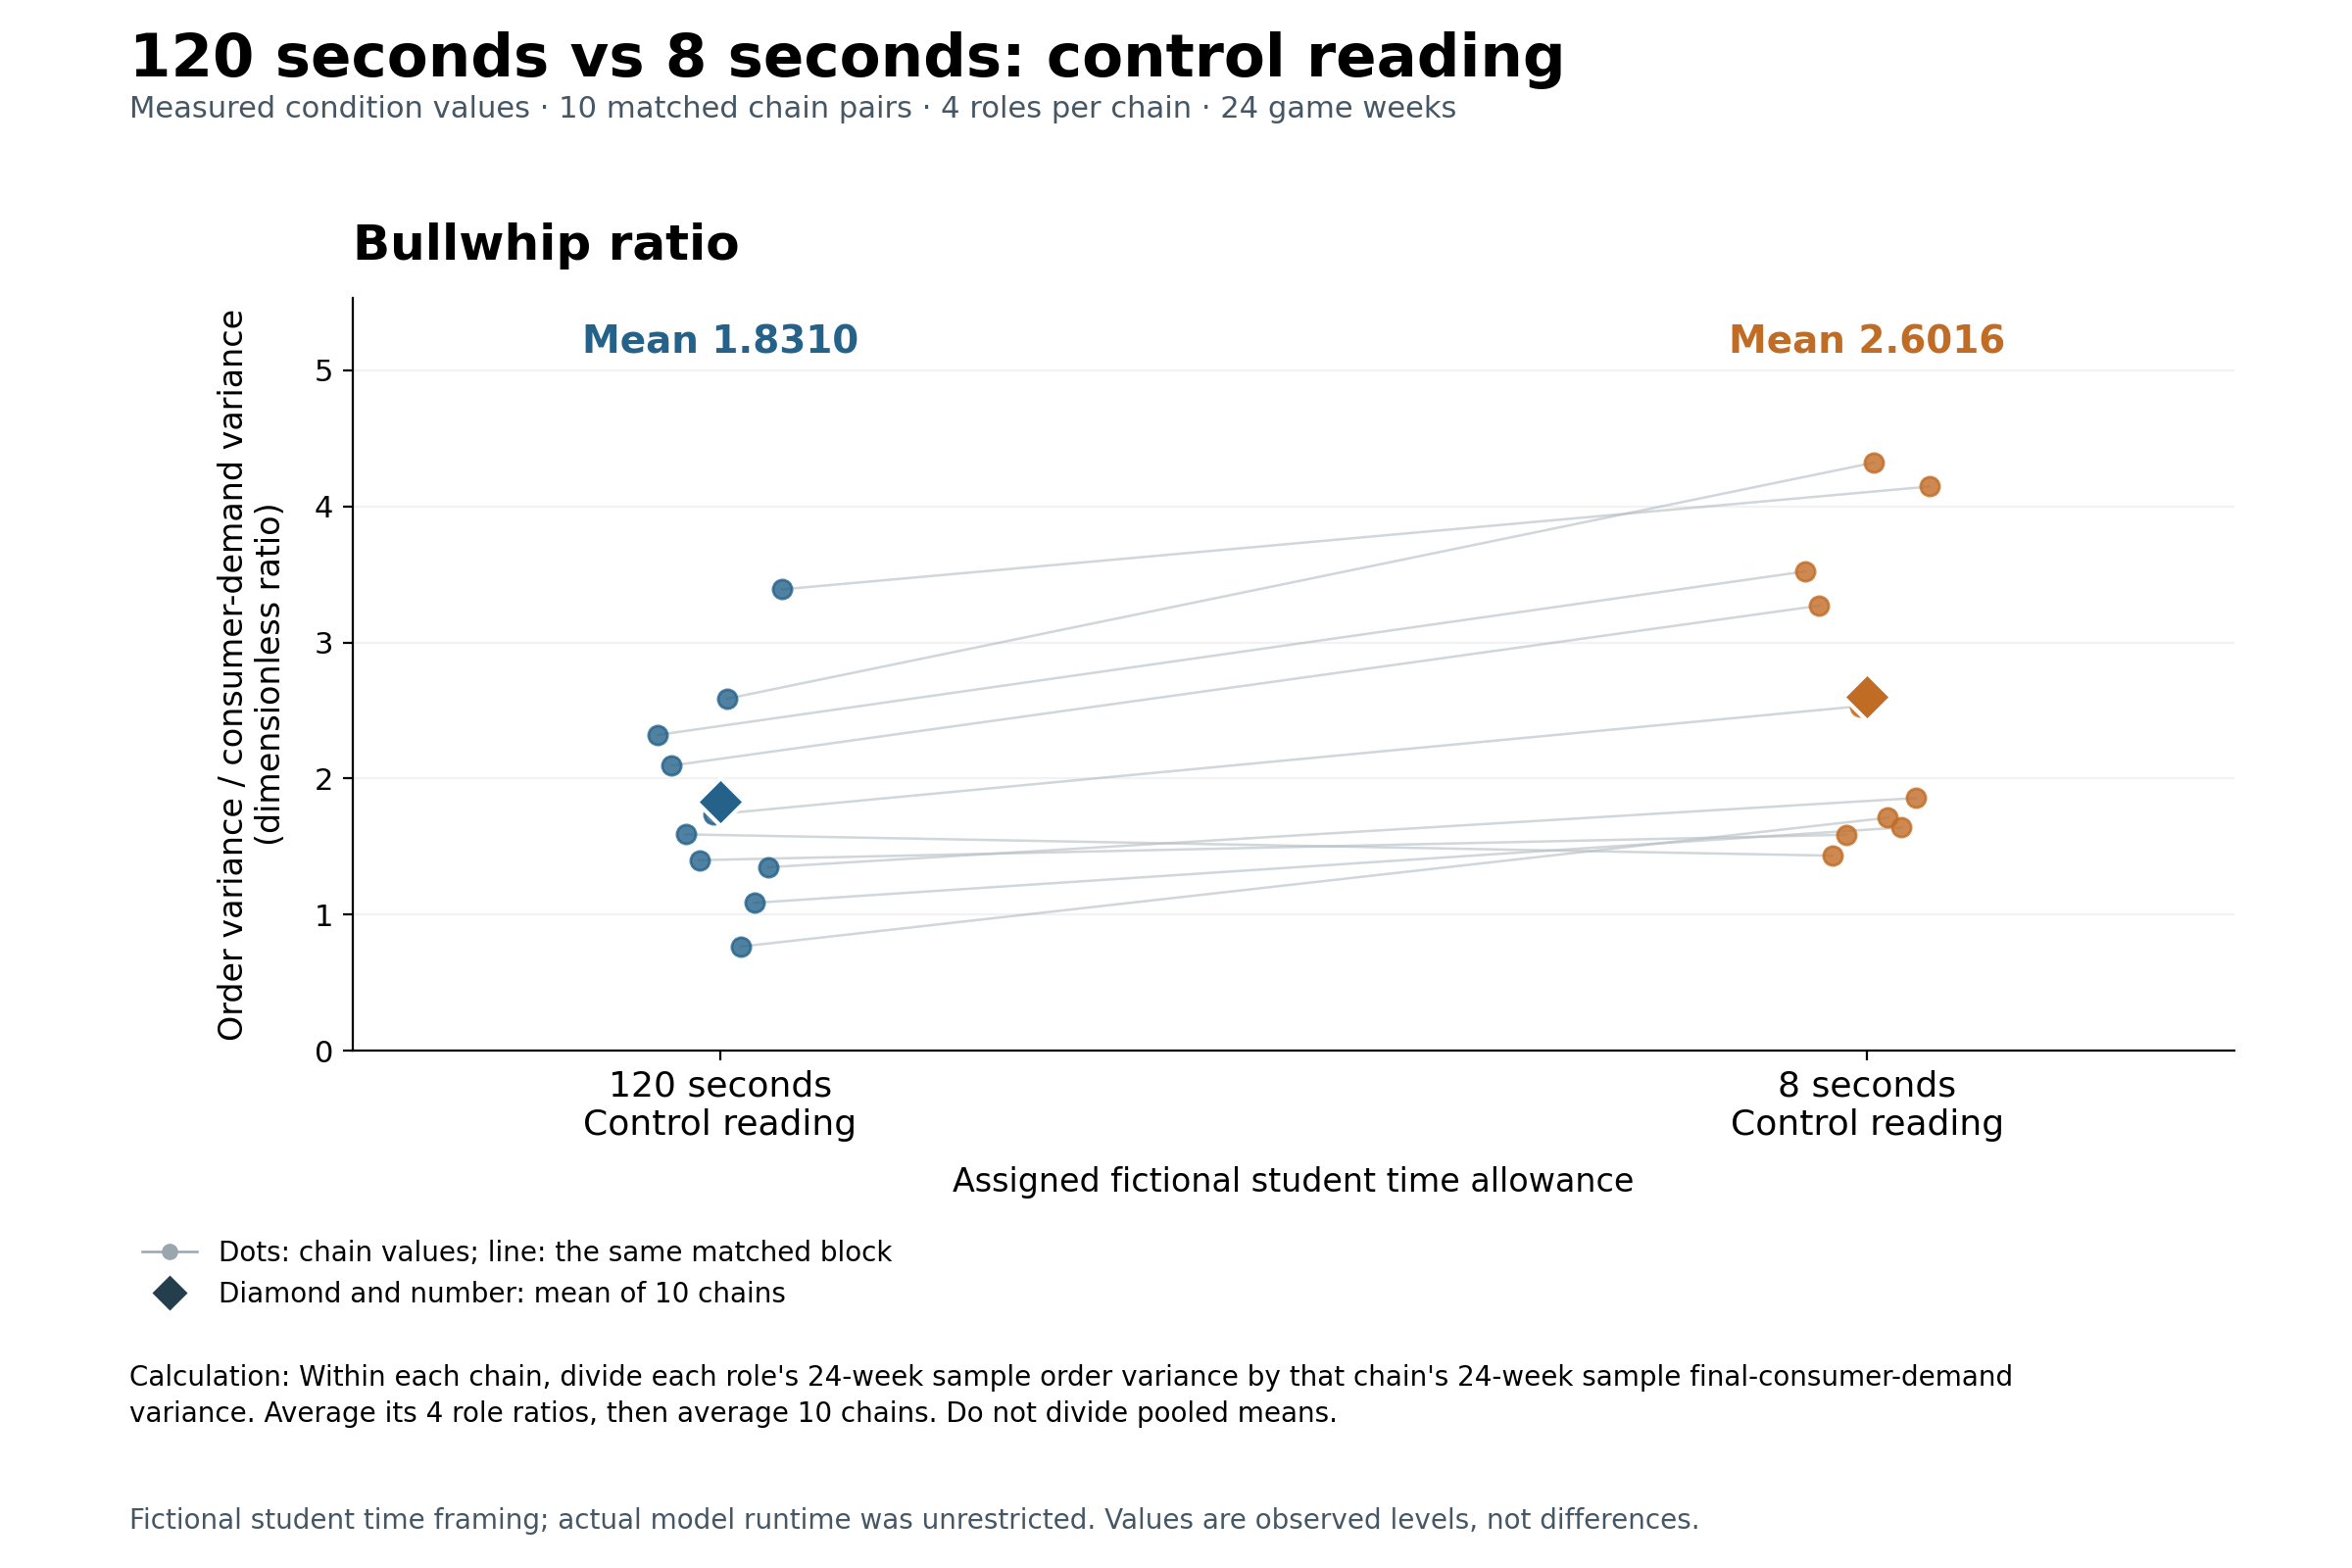 120 seconds vs 8 seconds: control reading
Measured condition values · 10 matched chain pairs · 4 roles per chain · 24 game weeks
Bullwhip ratio
Order variance / consumer-demand variance
(dimensionless ratio)
Mean 1.8310
Mean 2.6016
5
4
3
2
1
0
120 seconds
Control reading
8 seconds
Control reading
Assigned fictional student time allowance
Dots: chain values; line: the same matched block
Diamond and number: mean of 10 chains
Calculation: Within each chain, divide each role's 24-week sample order variance by that chain's 24-week sample final-consumer-demand
variance. Average its 4 role ratios, then average 10 chains. Do not divide pooled means.
Fictional student time framing; actual model runtime was unrestricted. Values are observed levels, not differences.